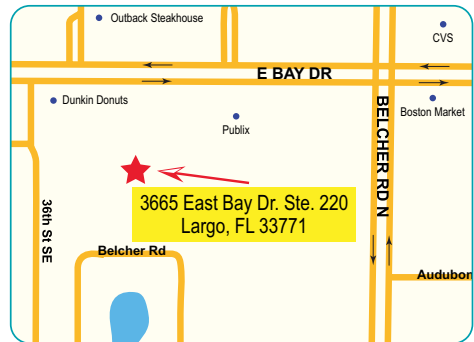 Outback Steakhouse
CVS
E BAY DR
Dunkin Donuts
Boston Market
Publix
BELCHER RD N
3665 East Bay Dr. Ste. 220
Largo, FL 33771
36th St SE
Belcher Rd
Audubon